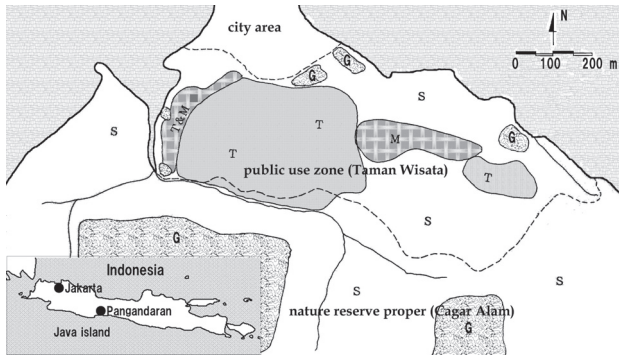 city area
N
0 100 200 m
G
G
S
S
T&M
T
T
M
G
T
public use zone (Taman Wisata)
S
G
S
S
nature reserve proper (Cagar Alam)
G
Indonesia
Jakarta
Pangandaran
Java island